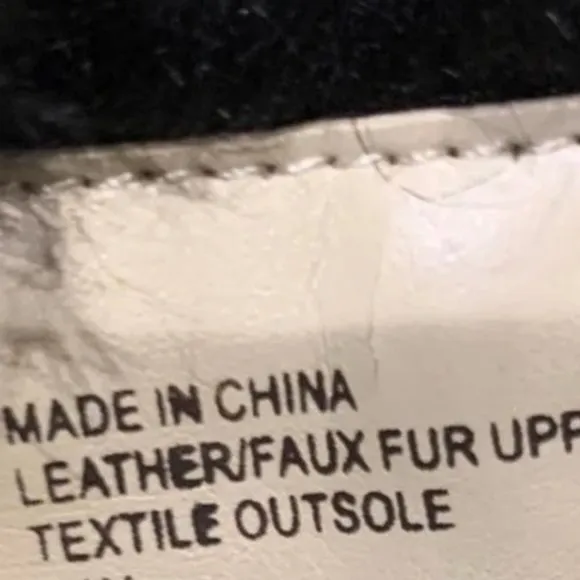 MADE IN CHINA
LEATHER/FAUX FUR UPP
TEXTILE OUTSOLE